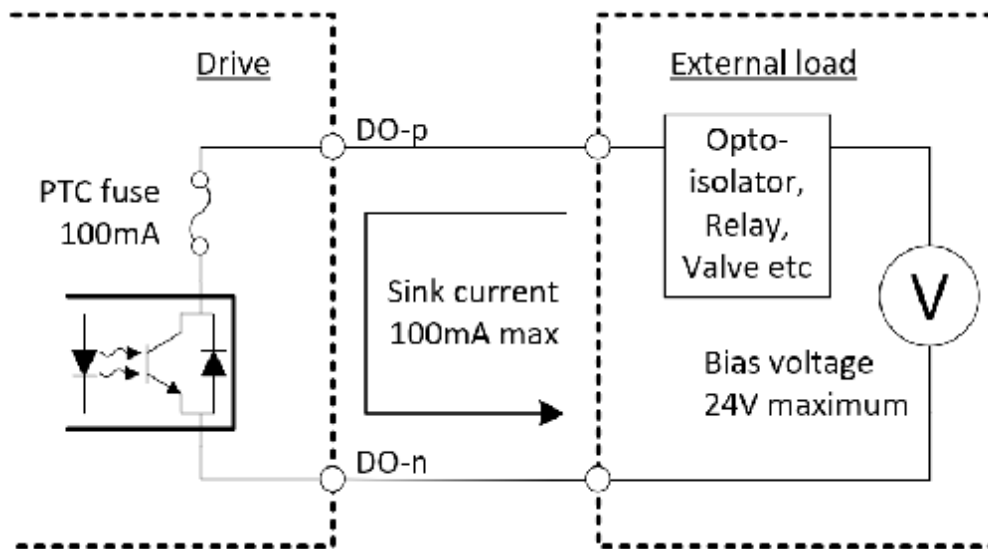 Drive
External load
DO-p
Opto-
isolator,
Relay,
Valve etc
PTC fuse
100mA
Sink current
100mA max
V
Bias voltage
24V maximum
DO-n